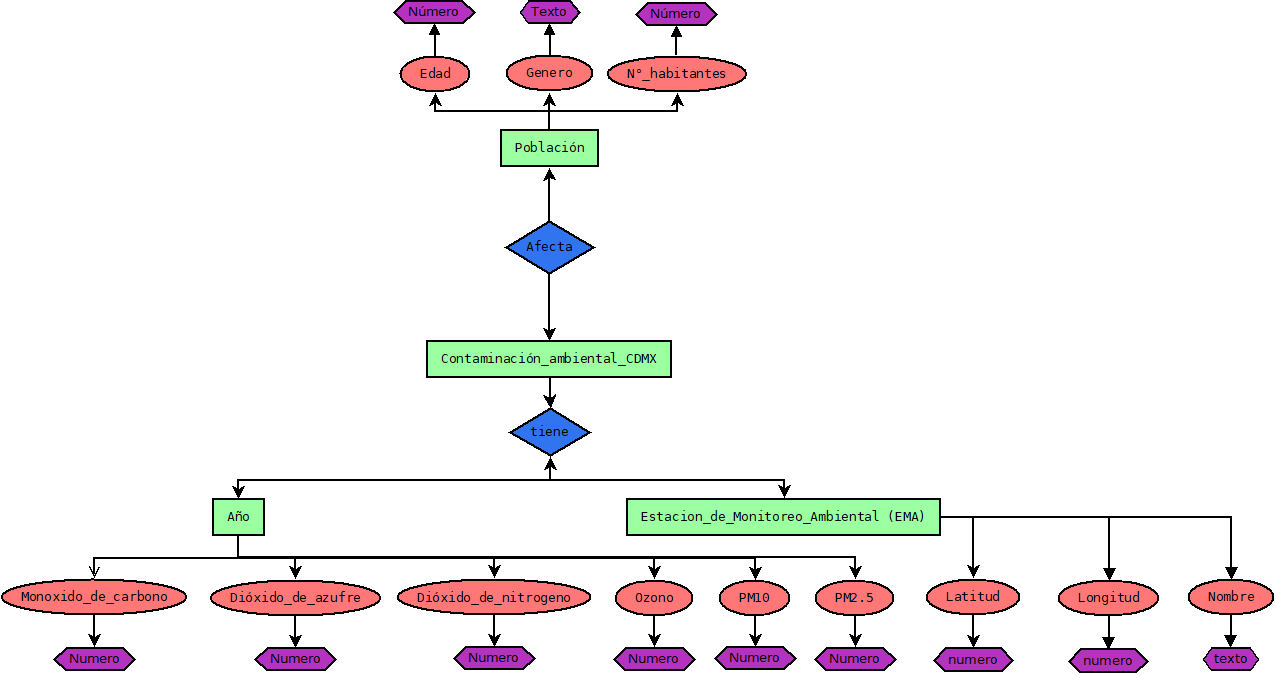 Número
Texto
Número
Edad
Genero
N°_habitantes
Población
Afecta
Contaminación_ambiental_CDMX
tiene
Año
Estacion_de_Monitoreo_Ambiental (EMA)
Monoxido_de_carbono
Dióxido_de_azufre
Dióxido_de_nitrogeno
Ozono
PM10
PM2.5
Latitud
Longitud
Nombre
Numero
Numero
Numero
Numero
Numero
Numero
numero
numero
texto